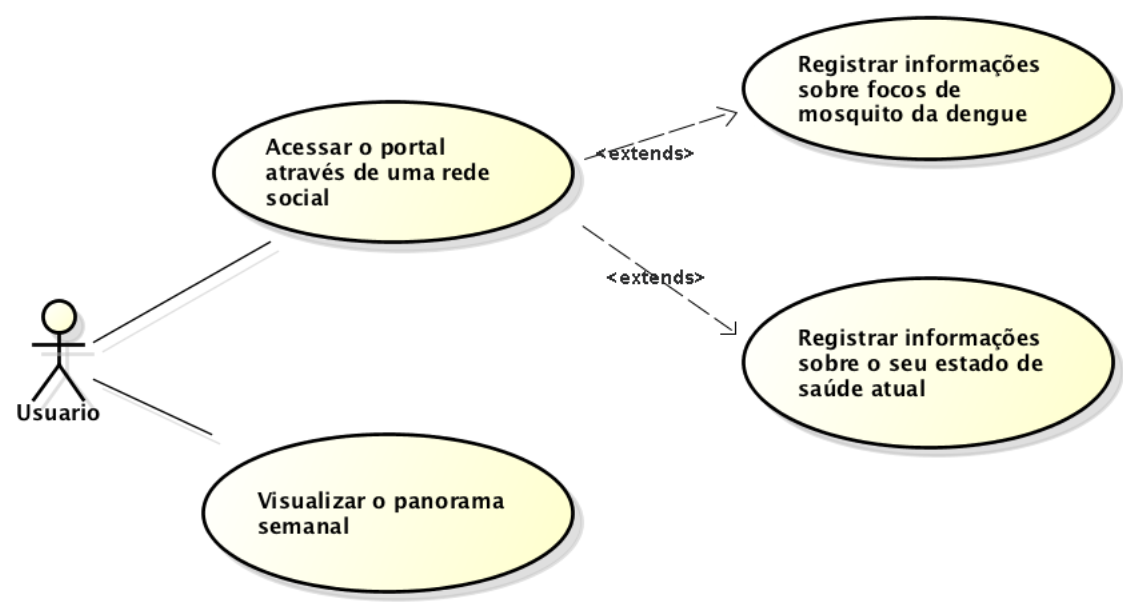 Registrar informações
sobre focos de
mosquito da dengue
Acessar o portal
através de uma rede
social
<extends>
<extends>
Registrar informações
sobre o seu estado de
saúde atual
Usuario
Visualizar o panorama
semanal